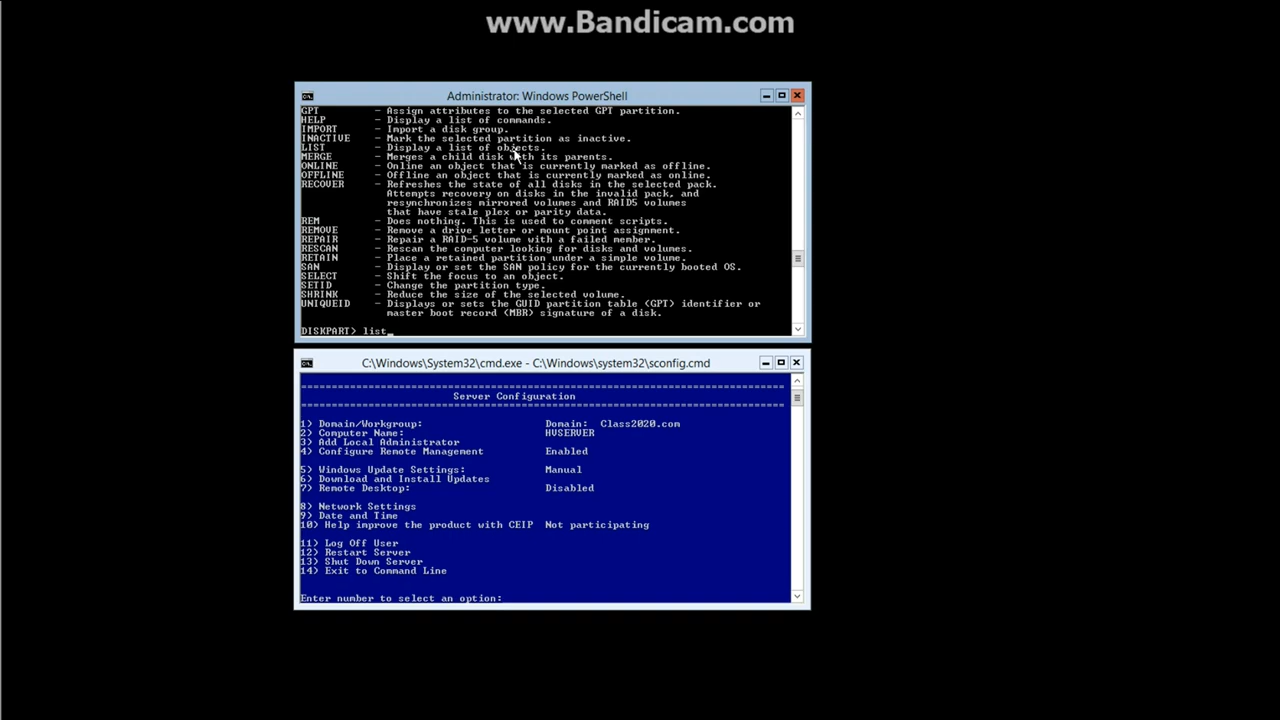 www.Bandicam.com
Administrator: Windows PowerShell
GPT - Assign attributes to the selected GPT partition.
HELP - Display a list of commands.
IMPORT - Import a disk group.
INACTIVE - Mark the selected partition as inactive.
LIST - Display a list of objects.
MERGE - Merges a child disk with its parents.
ONLINE - Online an object that is currently marked as offline.
OFFLINE - Offline an object that is currently marked as online.
RECOVER - Refreshes the state of all disks in the selected pack.
Attempts recovery on disks in the invalid pack, and
resynchronizes mirrored volumes and RAID5 volumes
that have stale plex or parity data.
REM - Does nothing. This is used to comment scripts.
REMOVE - Remove a drive letter or mount point assignment.
REPAIR - Repair a RAID-5 volume with a failed member.
RESCAN - Rescan the computer looking for disks and volumes.
RETAIN - Place a retained partition under a simple volume.
SAN - Display or set the SAN policy for the currently booted OS.
SELECT - Shift the focus to an object.
SETID - Change the partition type.
SHRINK - Reduce the size of the selected volume.
UNIQUEID - Displays or sets the GUID partition table (GPT) identifier or
master boot record (MBR) signature of a disk.
DISKPART> list_
C:\Windows\System32\cmd.exe - C:\Windows\system32\sconfig.cmd
===============================================================================
Server Configuration
===============================================================================
1) Domain/Workgroup: Domain: Class2020.com
2) Computer Name: HVSERVER
3) Add Local Administrator
4) Configure Remote Management Enabled
5) Windows Update Settings: Manual
6) Download and Install Updates
7) Remote Desktop: Disabled
8) Network Settings
9) Date and Time
10) Help improve the product with CEIP Not participating
11) Log Off User
12) Restart Server
13) Shut Down Server
14) Exit to Command Line
Enter number to select an option: